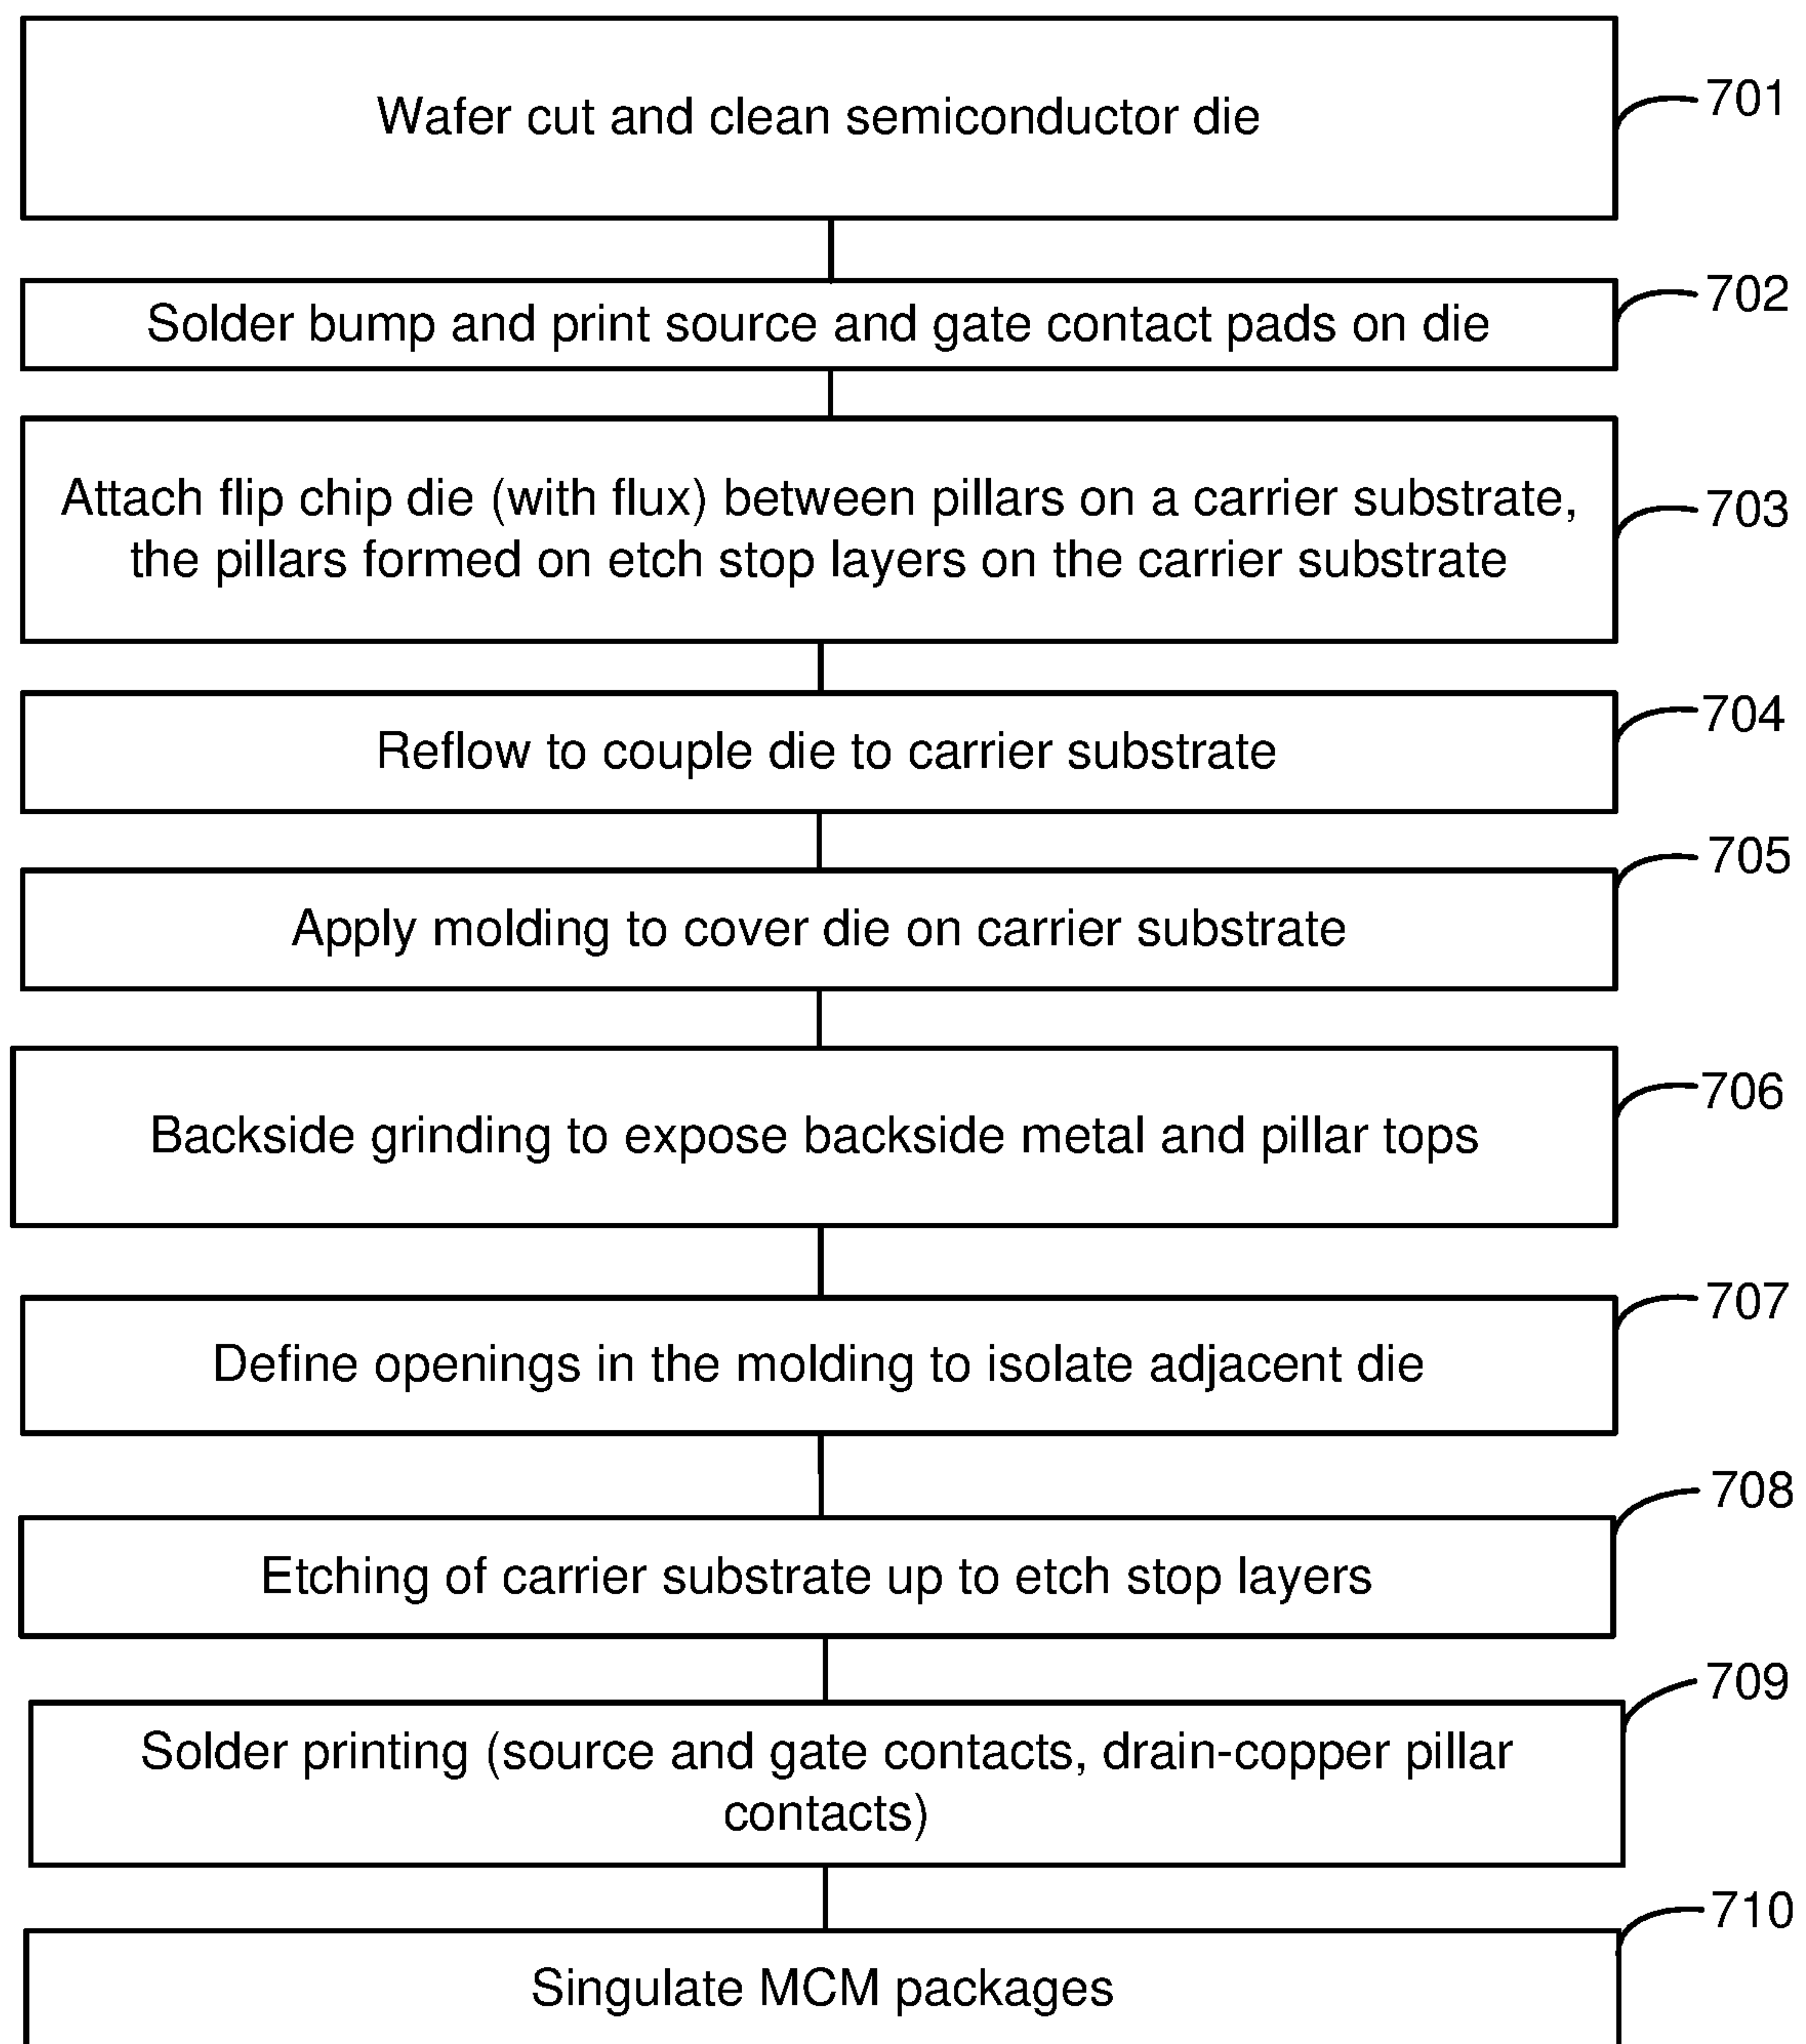 Wafer cut and clean semiconductor die
701
Solder bump and print source and gate contact pads on die
702
Attach flip chip die (with flux) between pillars on a carrier substrate,
the pillars formed on etch stop layers on the carrier substrate
703
Reflow to couple die to carrier substrate
704
Apply molding to cover die on carrier substrate
705
Backside grinding to expose backside metal and pillar tops
706
Define openings in the molding to isolate adjacent die
707
Etching of carrier substrate up to etch stop layers
708
Solder printing (source and gate contacts, drain-copper pillar
contacts)
709
Singulate MCM packages
710